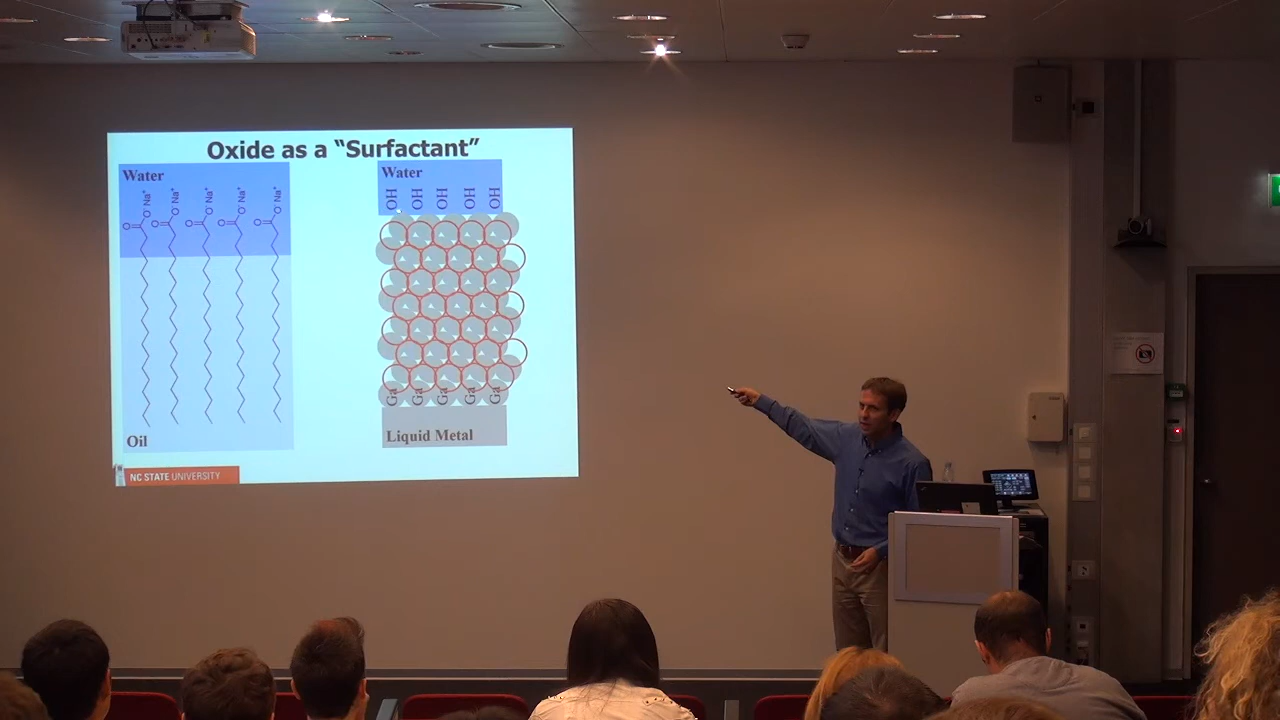 Oxide as a “Surfactant”
Water
Na⁺ Na⁺ Na⁺ Na⁺ Na⁺
O⁻ O⁻ O⁻ O⁻ O⁻
O O O O O
Oil
Water
OH OH OH OH OH
Ga Ga Ga Ga Ga
Liquid Metal
NC STATE UNIVERSITY